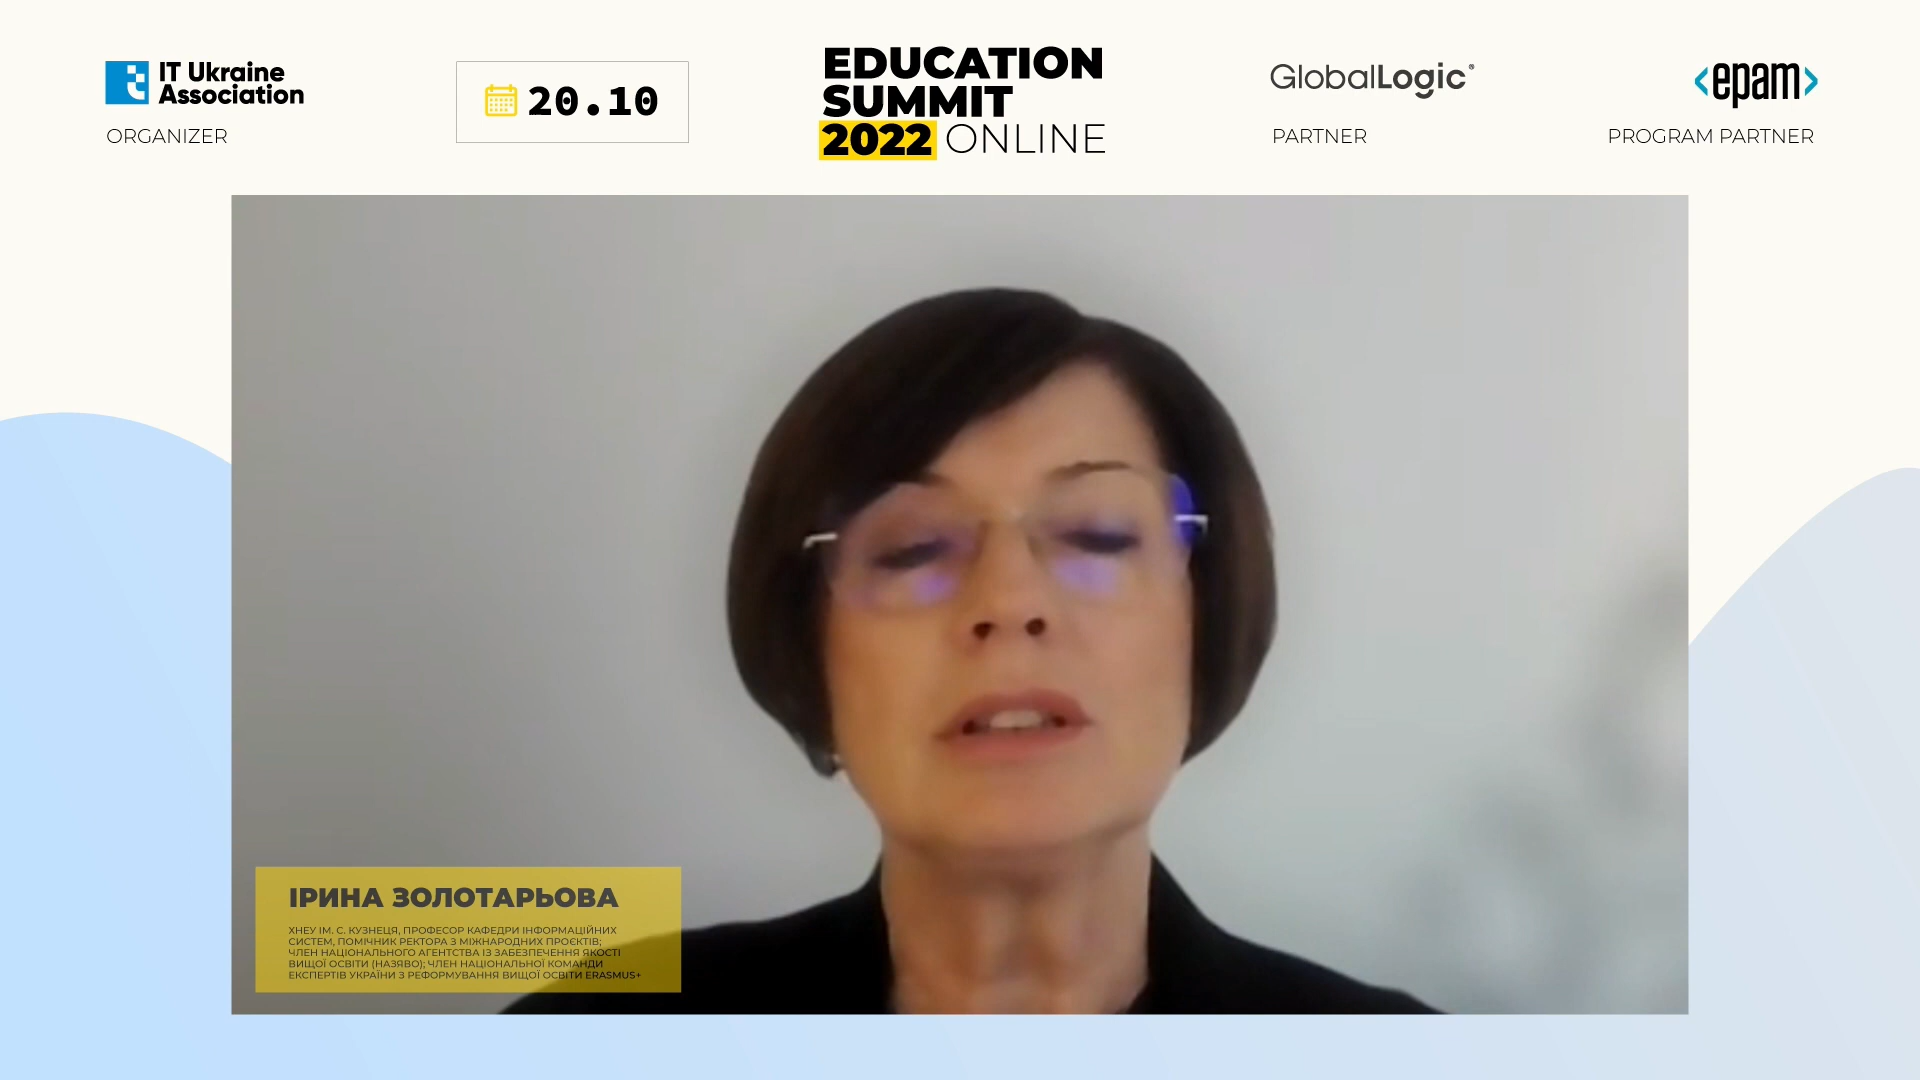 IT Ukraine
Association
ORGANIZER
20.10
EDUCATION
SUMMIT
2022 ONLINE
GlobalLogic®
PARTNER
<epam>
PROGRAM PARTNER
ІРИНА ЗОЛОТАРЬОВА
ХНЕУ ІМ. С. КУЗНЕЦЯ, ПРОФЕСОР КАФЕДРИ ІНФОРМАЦІЙНИХ
СИСТЕМ, ПОМІЧНИК РЕКТОРА З МІЖНАРОДНИХ ПРОЄКТІВ;
ЧЛЕН НАЦІОНАЛЬНОГО АГЕНТСТВА ІЗ ЗАБЕЗПЕЧЕННЯ ЯКОСТІ
ВИЩОЇ ОСВІТИ (НАЗЯВО); ЧЛЕН НАЦІОНАЛЬНОЇ КОМАНДИ
ЕКСПЕРТІВ УКРАЇНИ З РЕФОРМУВАННЯ ВИЩОЇ ОСВІТИ ERASMUS+